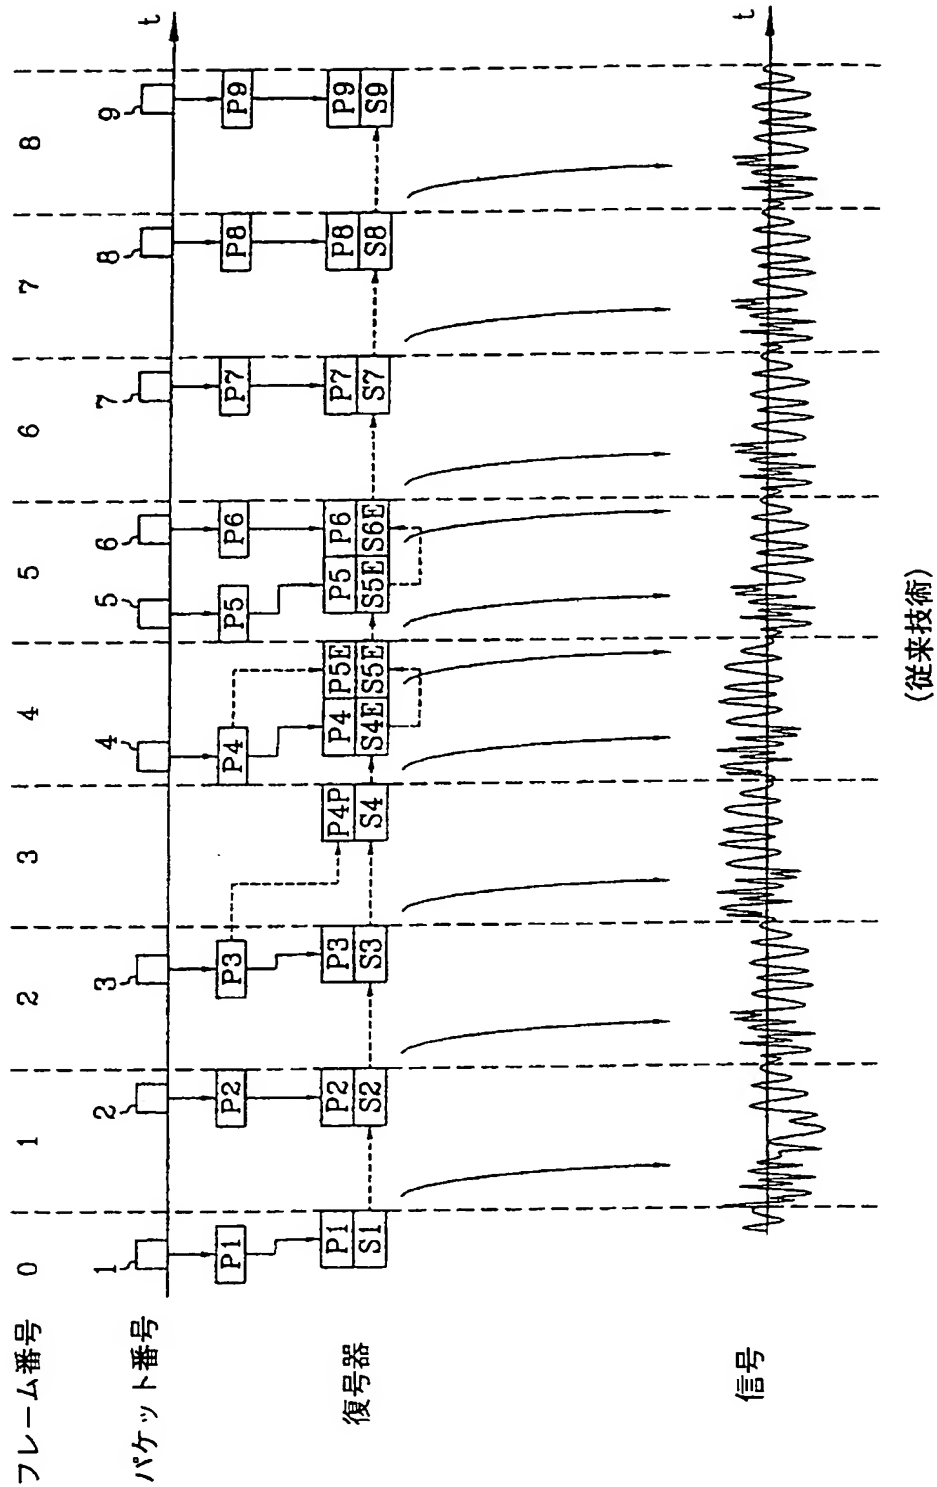 フレーム番号 0 1 2 3 4 5 6 7 8
パケット番号 1 2 3 4 5 6 7 8 9 t
P1 P2 P3 P4 P5 P6 P7 P8 P9
復号器 P1 P2 P3 P4P P4 P5E P5 P6 P7 P8 P9
S1 S2 S3 S4 S4E S5E S5E S6E S7 S8 S9
信号 t
(従来技術)